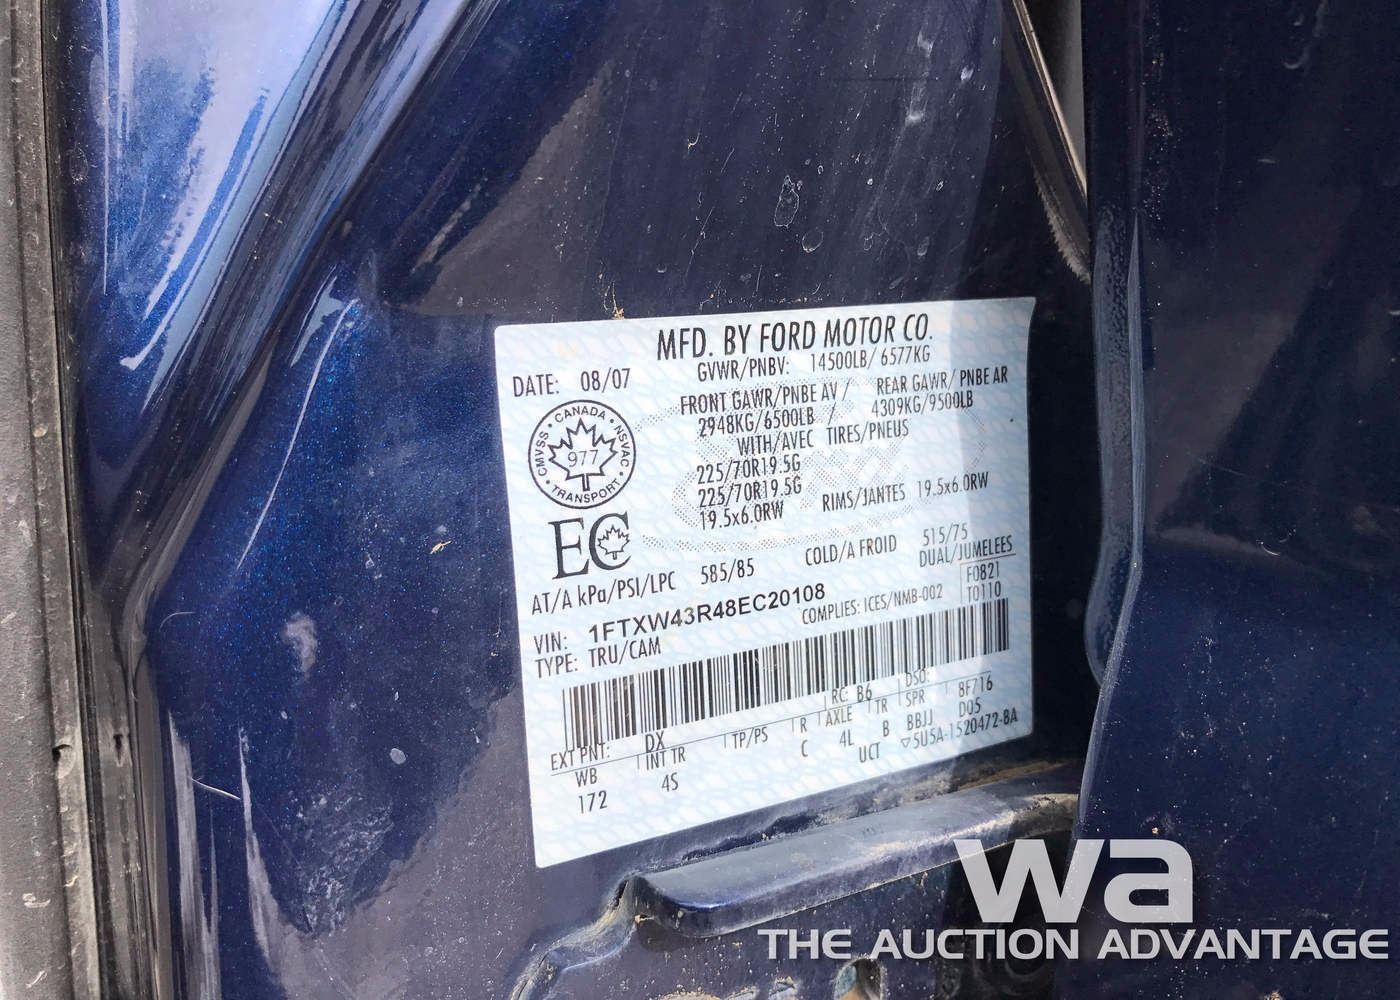 MFD. BY FORD MOTOR CO.
DATE: 08/07
GVWR/PNBV: 14500LB/ 6577KG
FRONT GAWR/PNBE AV / REAR GAWR/ PNBE AR
2948KG/6500LB / 4309KG/9500LB
WITH/AVEC TIRES/PNEUS
225/70R19.5G
225/70R19.5G
19.5x6.0RW RIMS/JANTES 19.5x6.0RW
CANADA
CMVSS NSVAC
977
TRANSPORT
EC
AT/A kPa/PSI/LPC 585/85 COLD/A FROID 515/75
DUAL/JUMELEES
VIN: 1FTXW43R48EC20108
COMPLIES: ICES/NMB-002
F0821
T0110
TYPE: TRU/CAM
RC: B6 DSO:
EXT PNT: DX
WB INT TR TP/PS R AXLE TR SPR 8F716
172 4S C 4L B BBJJ D05
UCT ▽5U5A-1520472-BA
wa
THE AUCTION ADVANTAGE